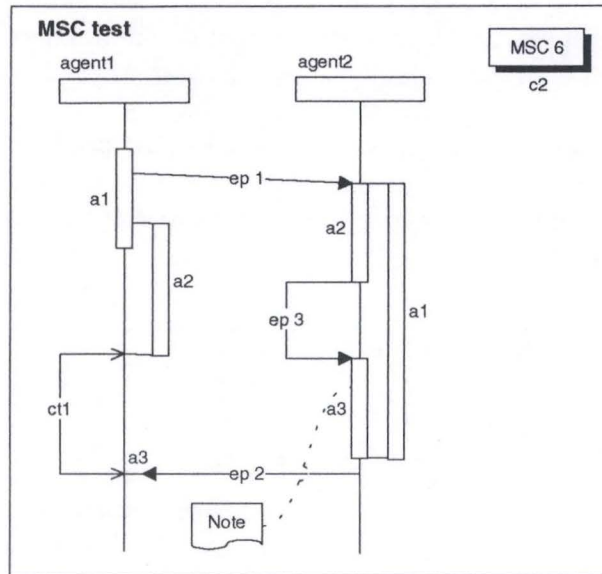 MSC test
MSC 6
c2
agent1
agent2
ep 1
a1
a2
a2
a1
ep 3
ct1
a3
a3
ep 2
Note